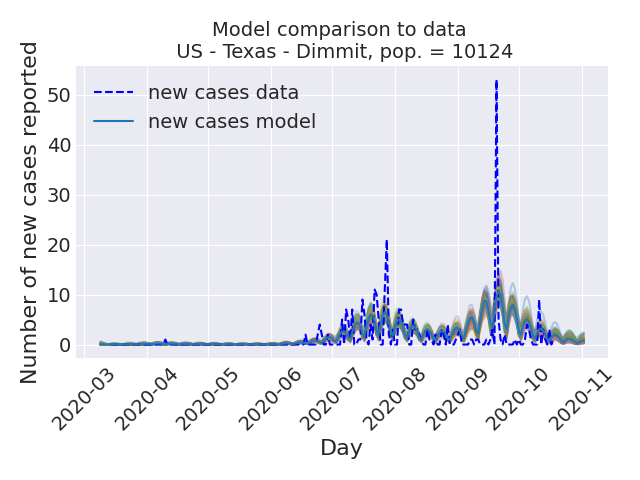 Model comparison to data
US - Texas - Dimmit, pop. = 10124
Number of new cases reported
50
40
30
20
10
0
new cases data
new cases model
2020-03
2020-04
2020-05
2020-06
2020-07
2020-08
2020-09
2020-10
2020-11
Day